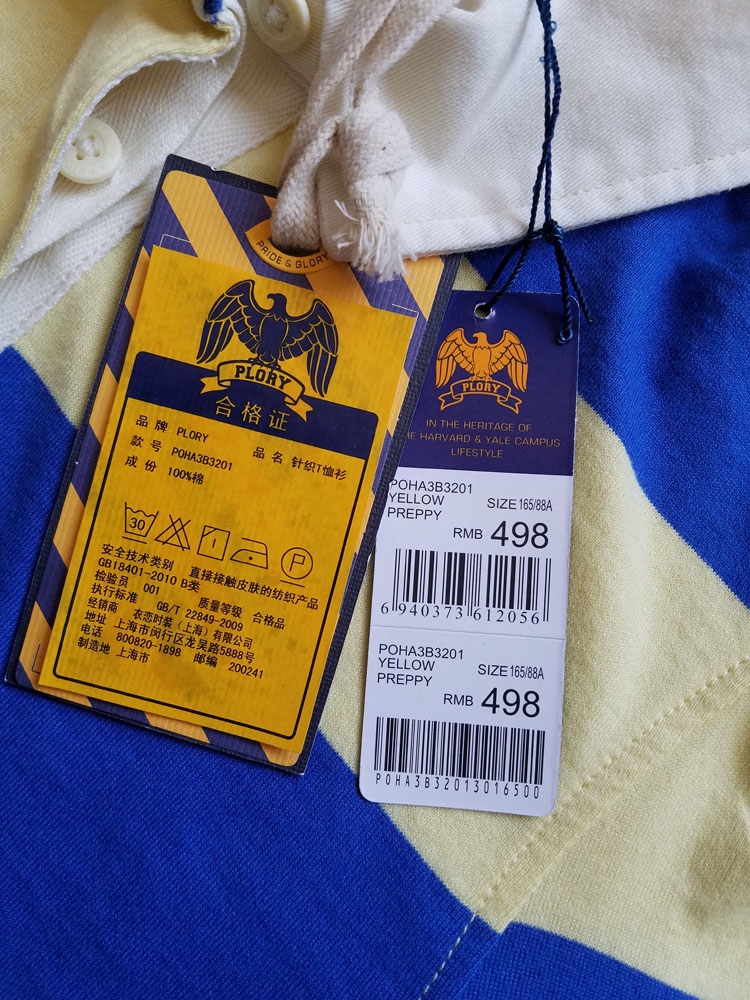 PRIDE & GLORY
PLORY
合格证
品 牌 PLORY
款 号 POHA3B3201 品 名 针织T恤衫
成 份 100%棉
30
P
安全技术类别 直接接触皮肤的纺织产品
GB18401-2010 B类
检验员 001 质量等级 合格品
执行标准 GB/T 22849-2009
经销商 衣恋时装(上海)有限公司
地址 上海市闵行区龙吴路5888号
电话 800820-1898 邮编 200241
制造地 上海市
PLORY
IN THE HERITAGE OF
HARVARD & YALE CAMPUS
LIFESTYLE
POHA3B3201
YELLOW SIZE 165/88A
PREPPY
RMB 498
6 940373 612056
POHA3B3201
YELLOW SIZE 165/88A
PREPPY
RMB 498
POHA3B32013016500